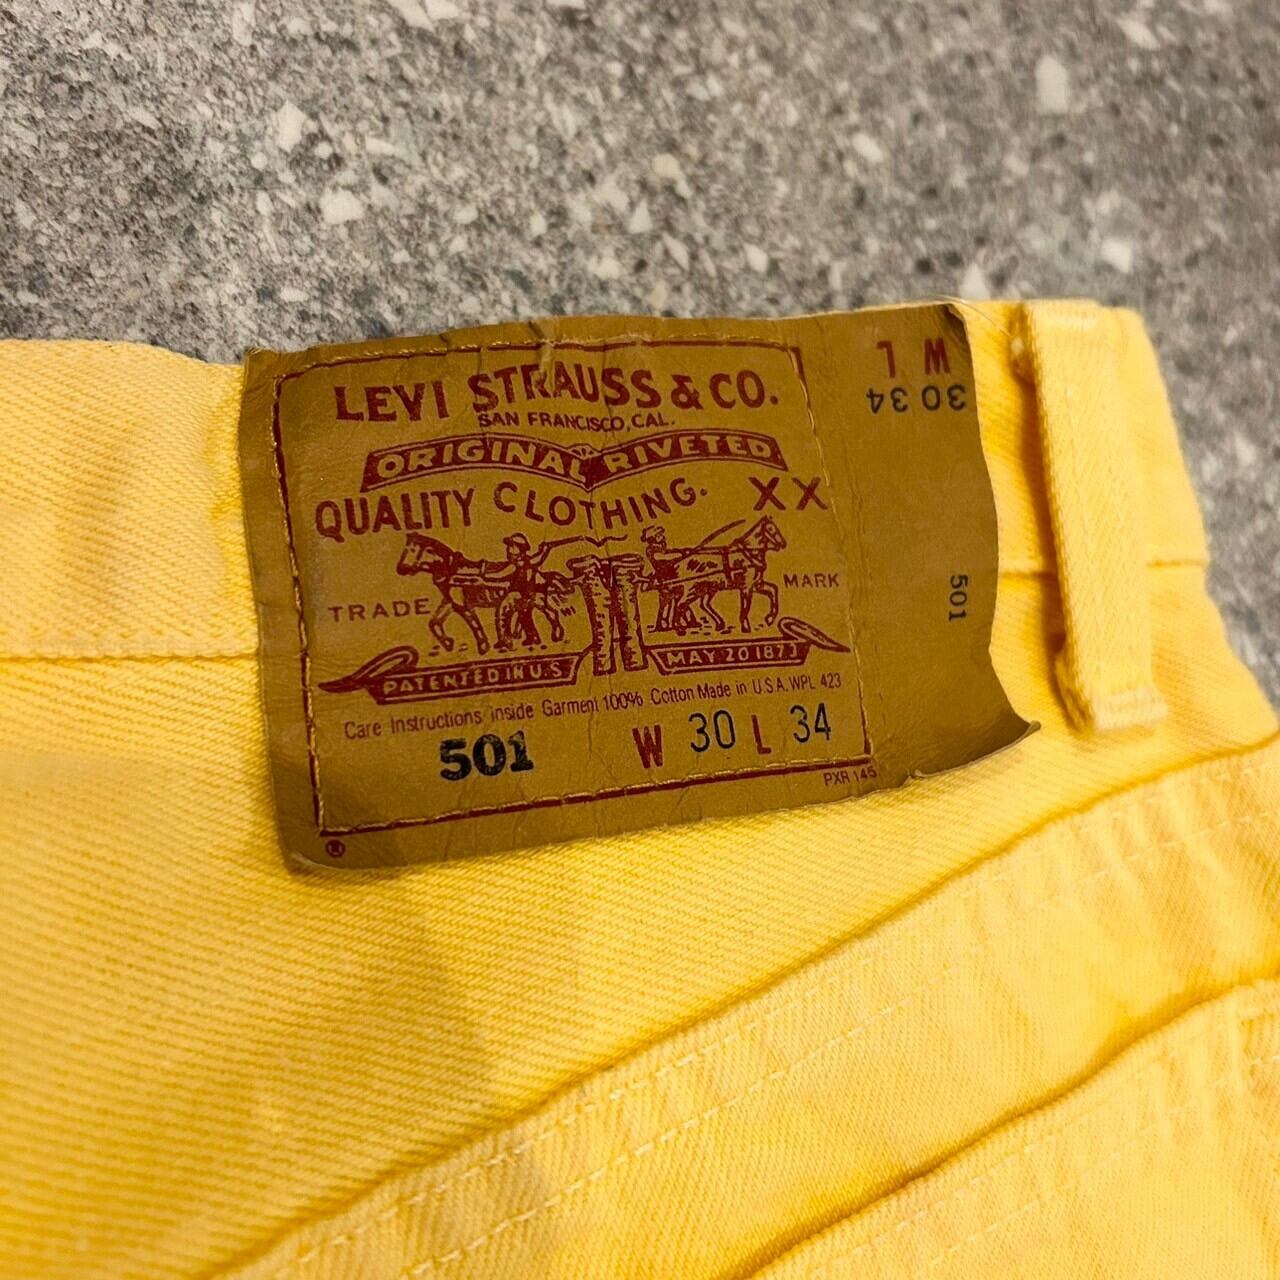 LEVI STRAUSS & CO.
SAN FRANCISCO, CAL.
ORIGINAL RIVETED
QUALITY CLOTHING. XX
TRADE MARK
PATENTED IN U.S MAY 20 1873
Care Instructions inside Garment 100% Cotton Made in U.S.A. WPL 423
501 W 30 L 34
PXR 145
®
W L
30 34
501